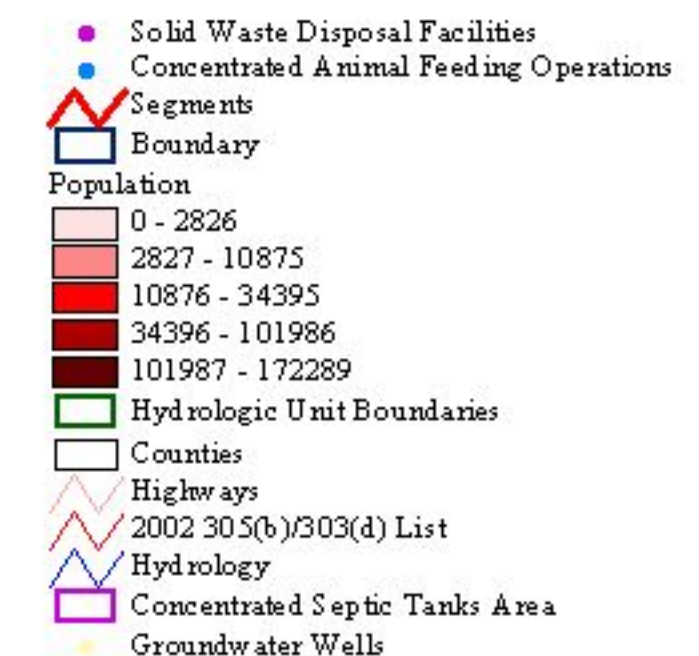 Solid Waste Disposal Facilities
Concentrated Animal Feeding Operations
Segments
Boundary
Population
0 - 2826
2827 - 10875
10876 - 34395
34396 - 101986
101987 - 172289
Hydrologic Unit Boundaries
Counties
Highways
2002 305(b)/303(d) List
Hydrology
Concentrated Septic Tanks Area
Groundwater Wells